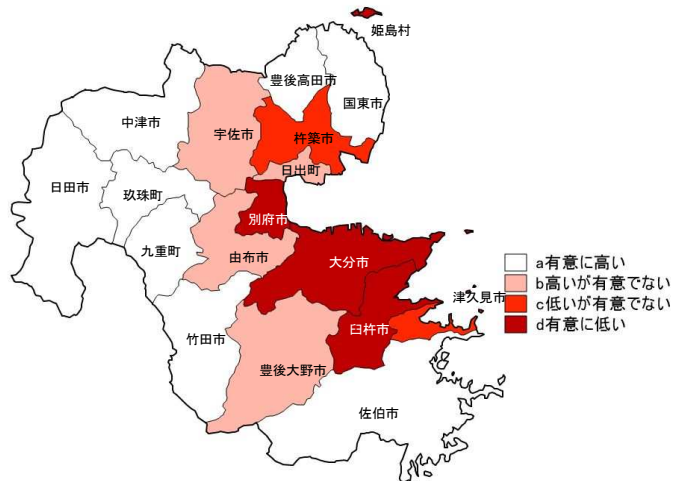 姫島村
豊後高田市
国東市
中津市
宇佐市
杵築市
日出町
日田市
玖珠町
別府市
九重町
由布市
大分市
a有意に高い
b高いが有意でない
c低いが有意でない
d有意に低い
津久見市
臼杵市
竹田市
豊後大野市
佐伯市